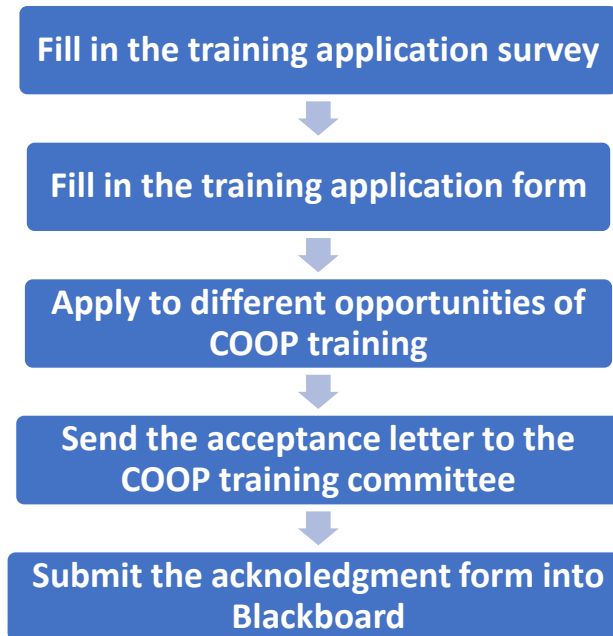 Fill in the training application survey
Fill in the training application form
Apply to different opportunities of
COOP training
Send the acceptance letter to the
COOP training committee
Submit the acknoledgment form into
Blackboard